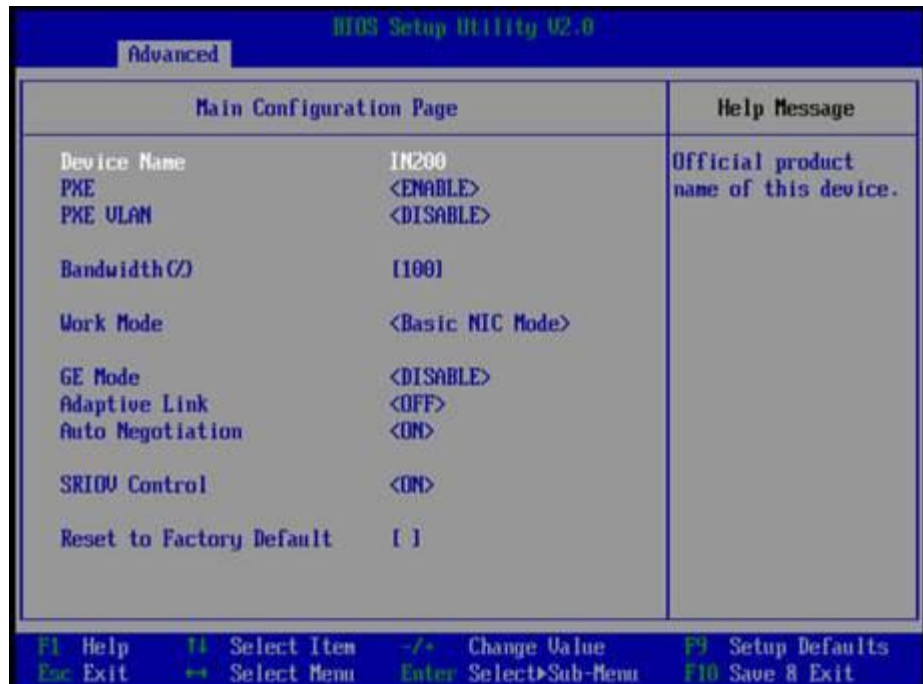 BIOS Setup Utility V2.0
Advanced
Main Configuration Page
Help Message
Device Name IN200
PXE <ENABLE>
PXE VLAN <DISABLE>
Bandwidth(%) [100]
Work Mode <Basic NIC Mode>
GE Mode <DISABLE>
Adaptive Link <OFF>
Auto Negotiation <ON>
SRIOV Control <ON>
Reset to Factory Default [ ]
Official product
name of this device.
F1 Help ↑↓ Select Item -/+ Change Value F9 Setup Defaults
Esc Exit ↔ Select Menu Enter Select▶Sub-Menu F10 Save & Exit